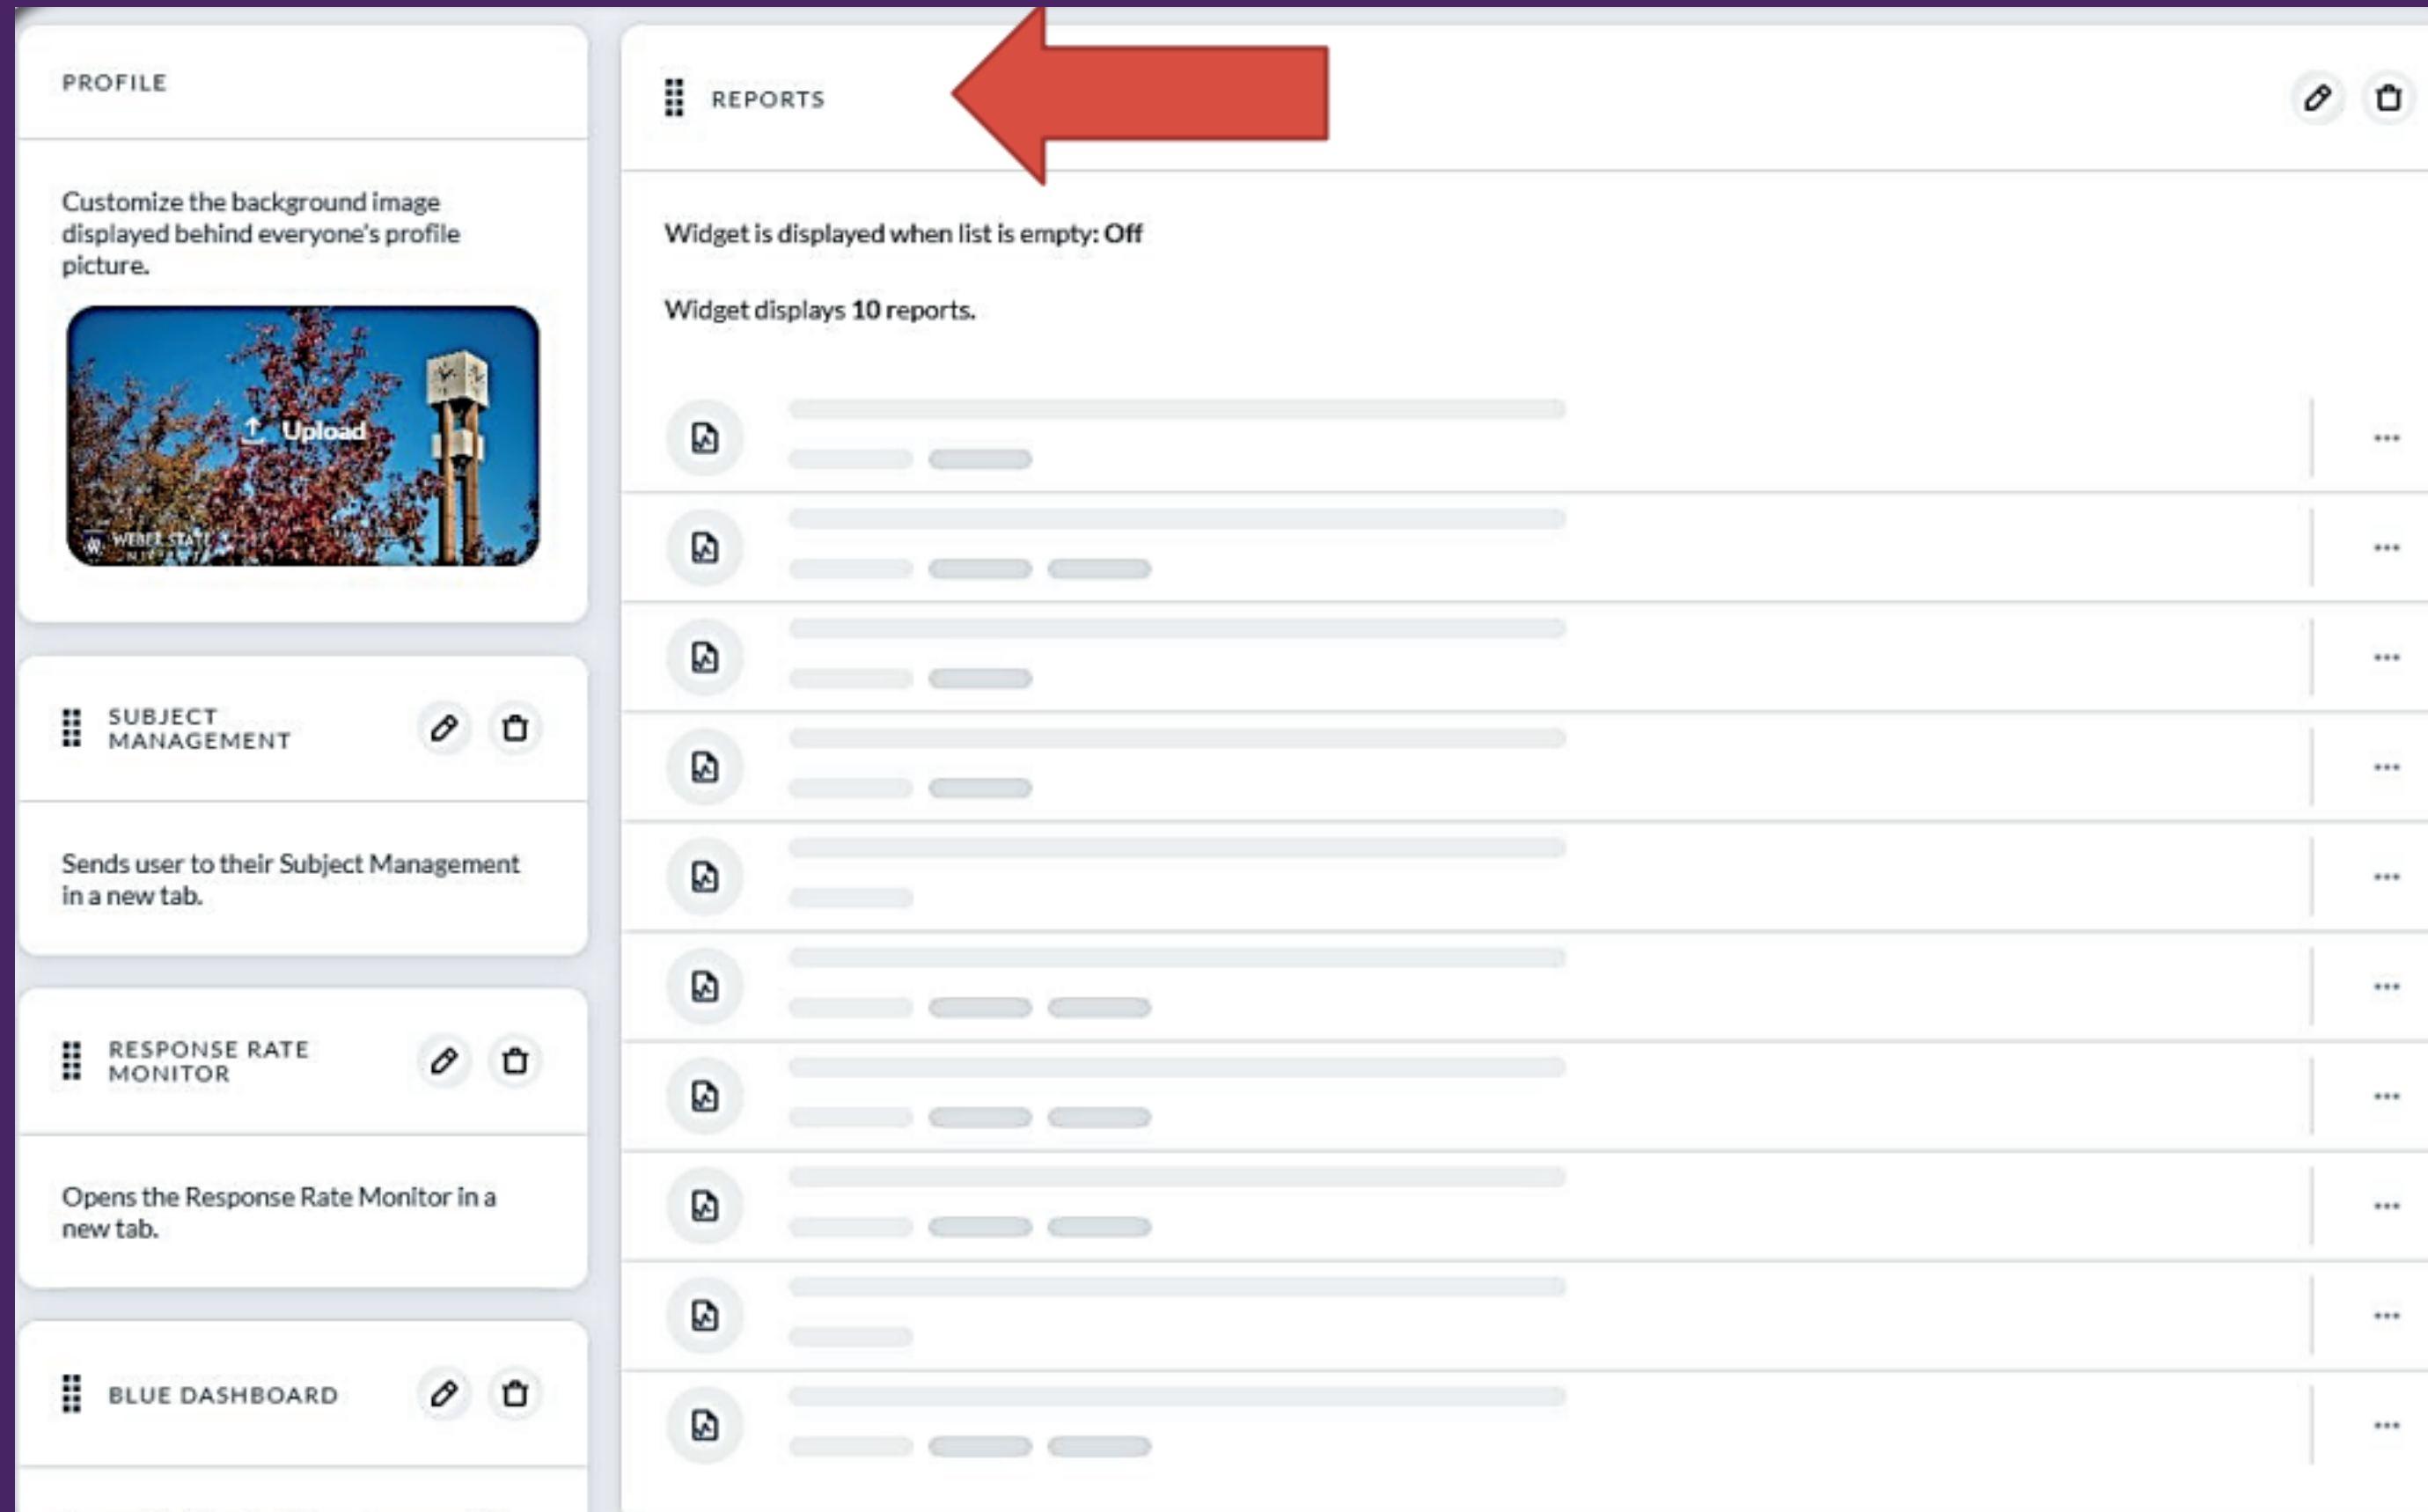 PROFILE
Customize the background image
displayed behind everyone's profile
picture.
Upload
WEBER STATE
SUBJECT
MANAGEMENT
Sends user to their Subject Management
in a new tab.
RESPONSE RATE
MONITOR
Opens the Response Rate Monitor in a
new tab.
BLUE DASHBOARD
REPORTS
Widget is displayed when list is empty: Off
Widget displays 10 reports.